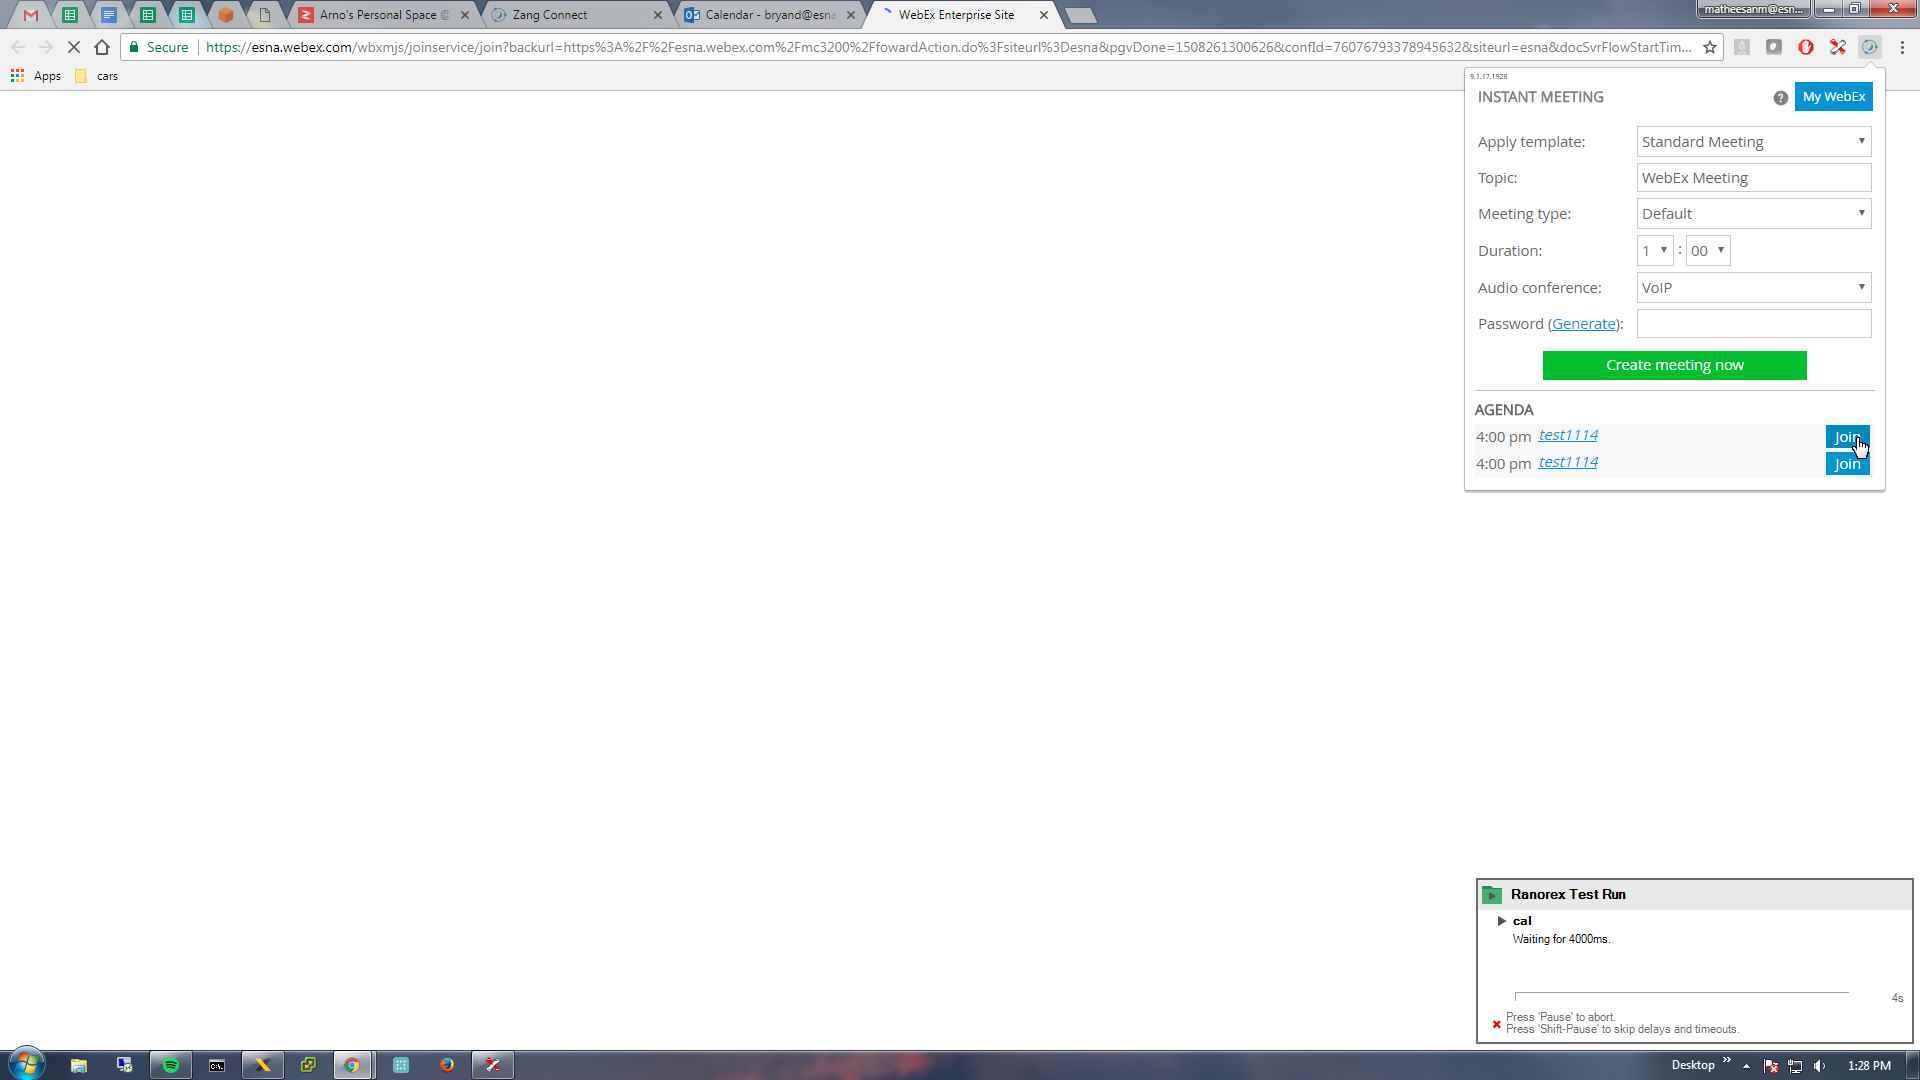 Arno's Personal Space @
Zang Connect
Calendar - bryand@esna
WebEx Enterprise Site
matheesanm@esn...
Secure
https://esna.webex.com/wbxmjs/joinservice/join?backurl=https%3A%2F%2Fesna.webex.com%2Fmc3200%2FfowardAction.do%3Fsiteurl%3Desna&pgvDone=1508261300626&confId=76076793378945632&siteurl=esna&docSvrFlowStartTim...
Apps
cars
9.1.17.1928
INSTANT MEETING
? My WebEx
Apply template: Standard Meeting
Topic: WebEx Meeting
Meeting type: Default
Duration: 1 : 00
Audio conference: VoIP
Password (Generate):
Create meeting now
AGENDA
4:00 pm test1114 Join
4:00 pm test1114 Join
Ranorex Test Run
cal
Waiting for 4000ms.
4s
Press 'Pause' to abort.
Press 'Shift-Pause' to skip delays and timeouts.
C:\.
Desktop
1:28 PM